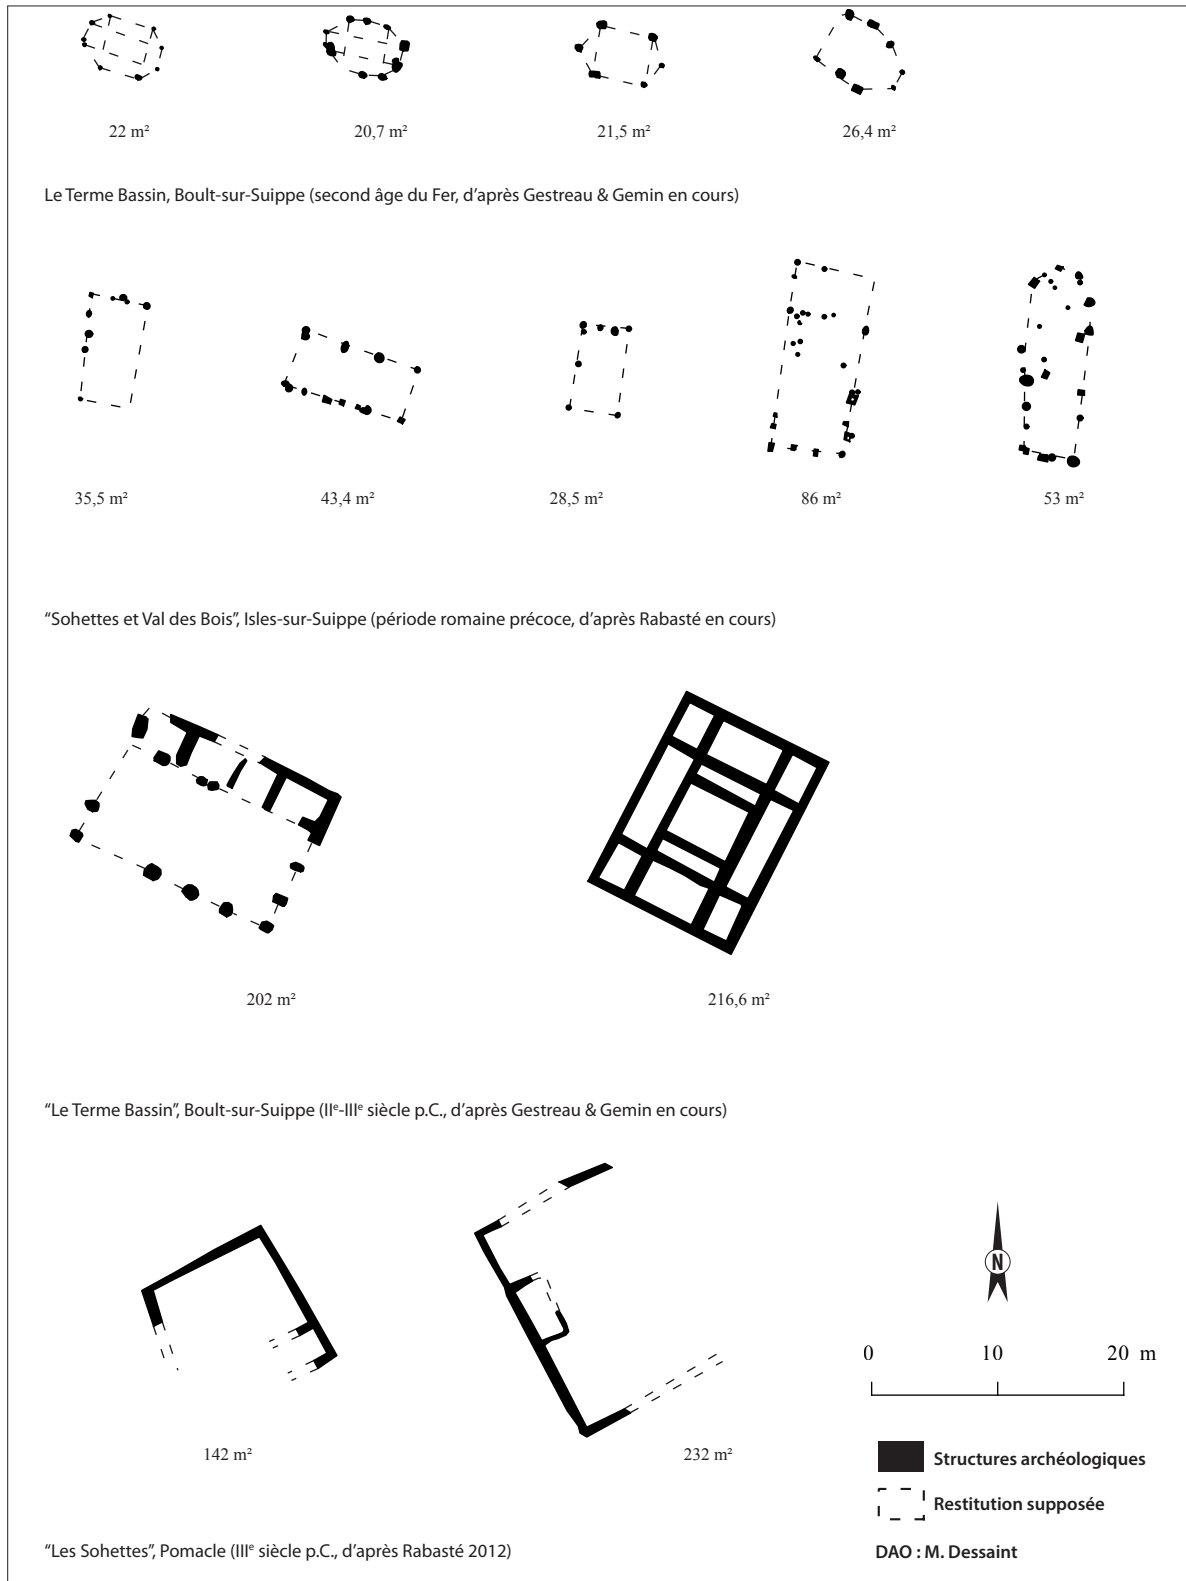 22 m²
20,7 m²
21,5 m²
26,4 m²
Le Terme Bassin, Boult-sur-Suippe (second âge du Fer, d'après Gestreau & Gemin en cours)
35,5 m²
43,4 m²
28,5 m²
86 m²
53 m²
“Sohettes et Val des Bois”, Isles-sur-Suippe (période romaine précoce, d'après Rabasté en cours)
202 m²
216,6 m²
“Le Terme Bassin”, Boult-sur-Suippe (IIᵉ-IIIᵉ siècle p.C., d'après Gestreau & Gemin en cours)
N
0 10 20 m
142 m²
232 m²
Structures archéologiques
Restitution supposée
“Les Sohettes”, Pomacle (IIIᵉ siècle p.C., d'après Rabasté 2012)
DAO : M. Dessaint